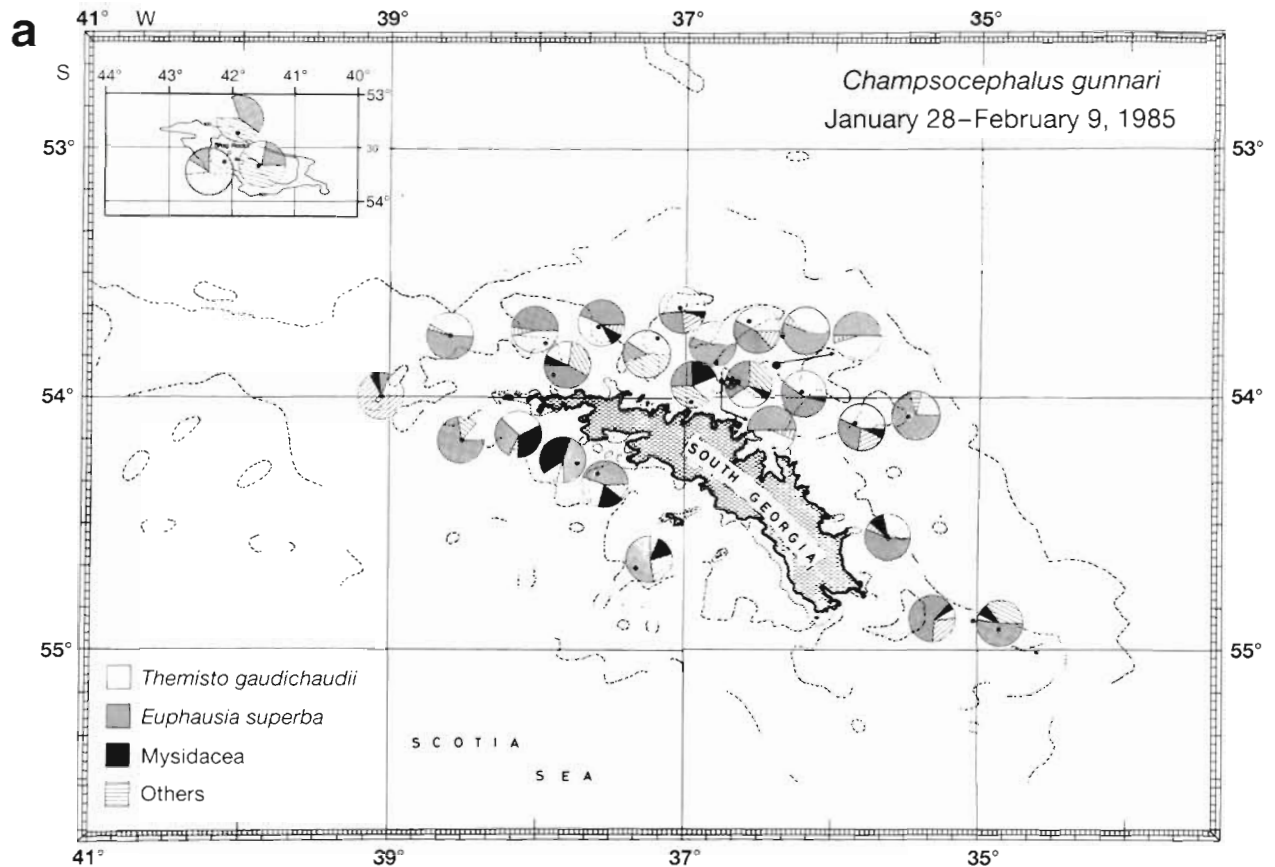 a
41° W 39° 37° 35°
S
44° 43° 42° 41° 40°
53°
54°
Champsocephalus gunnari
January 28–February 9, 1985
53° 53°
54° 54°
SOUTH GEORGIA
55° 55°
Themisto gaudichaudii
Euphausia superba
Mysidacea
Others
SCOTIA
SEA
41° 39° 37° 35°